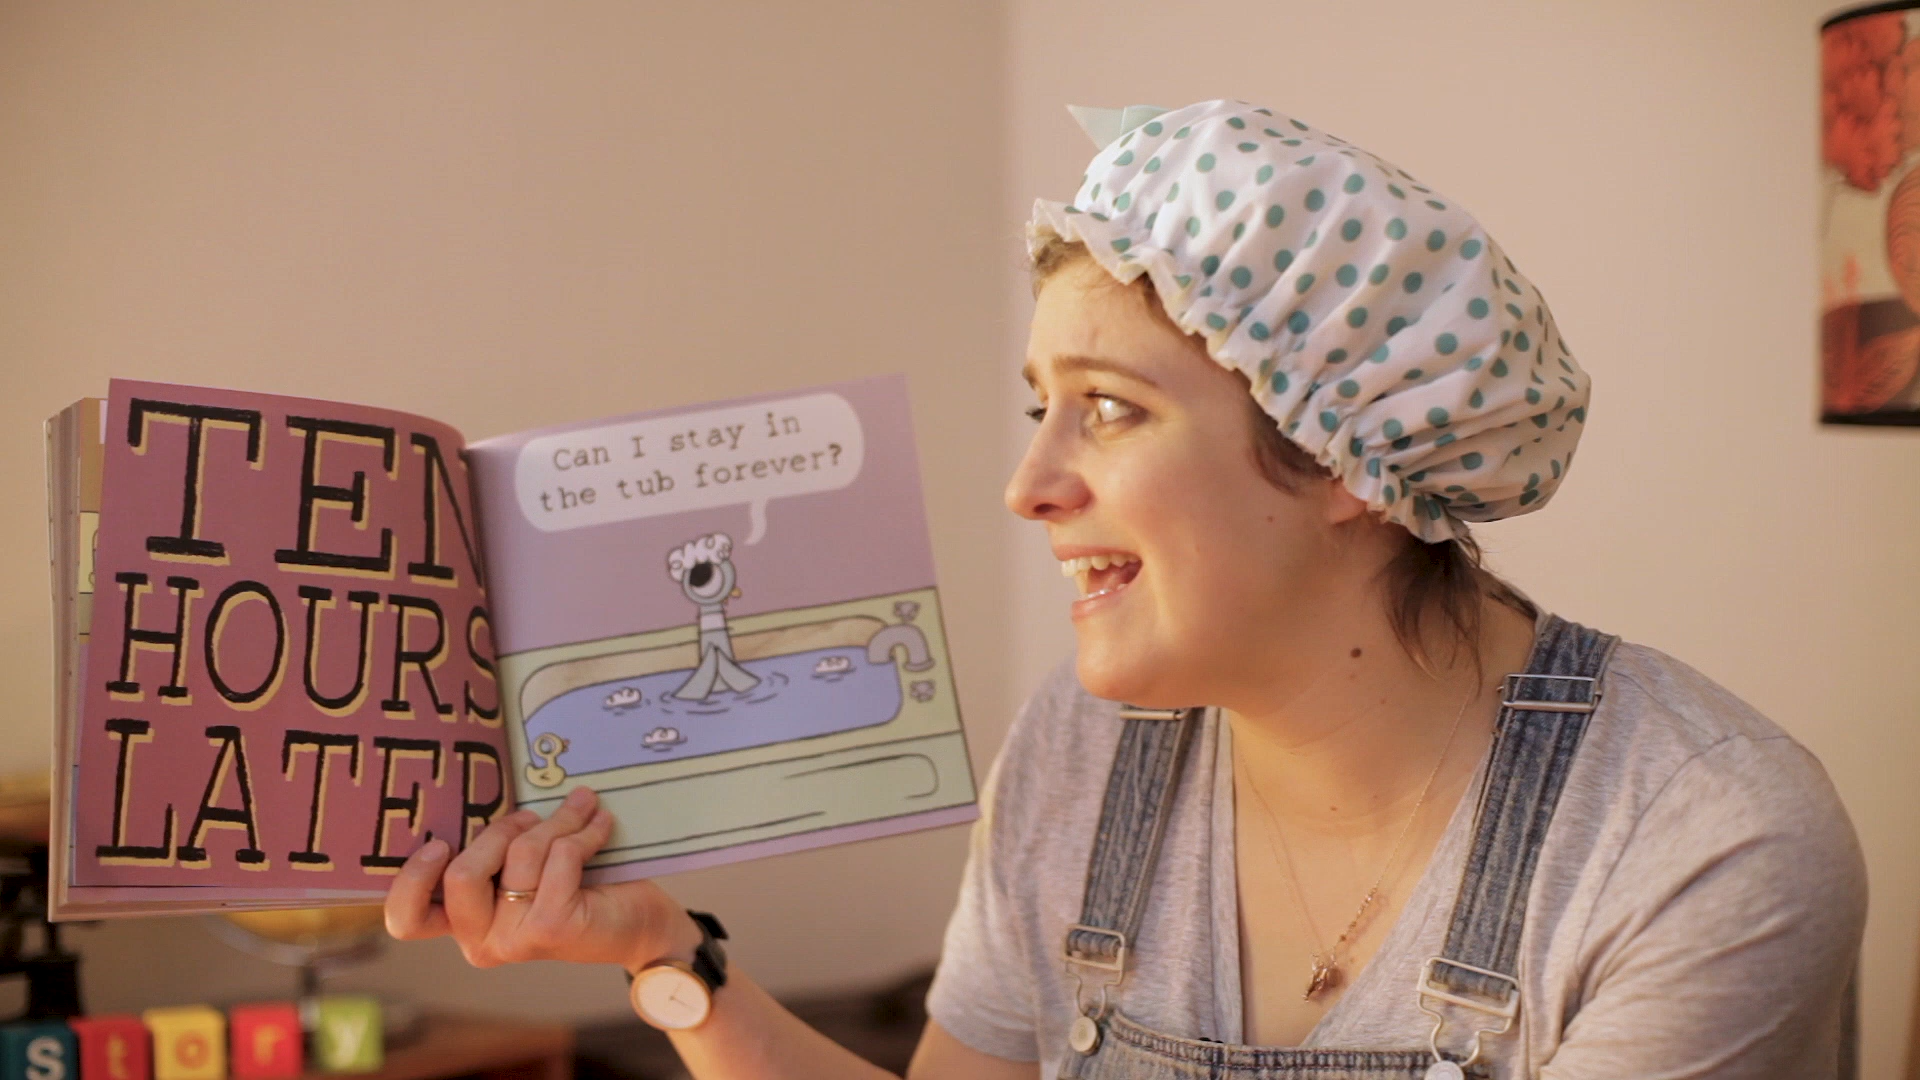 TEN
HOURS
LATER
Can I stay in
the tub forever?
story